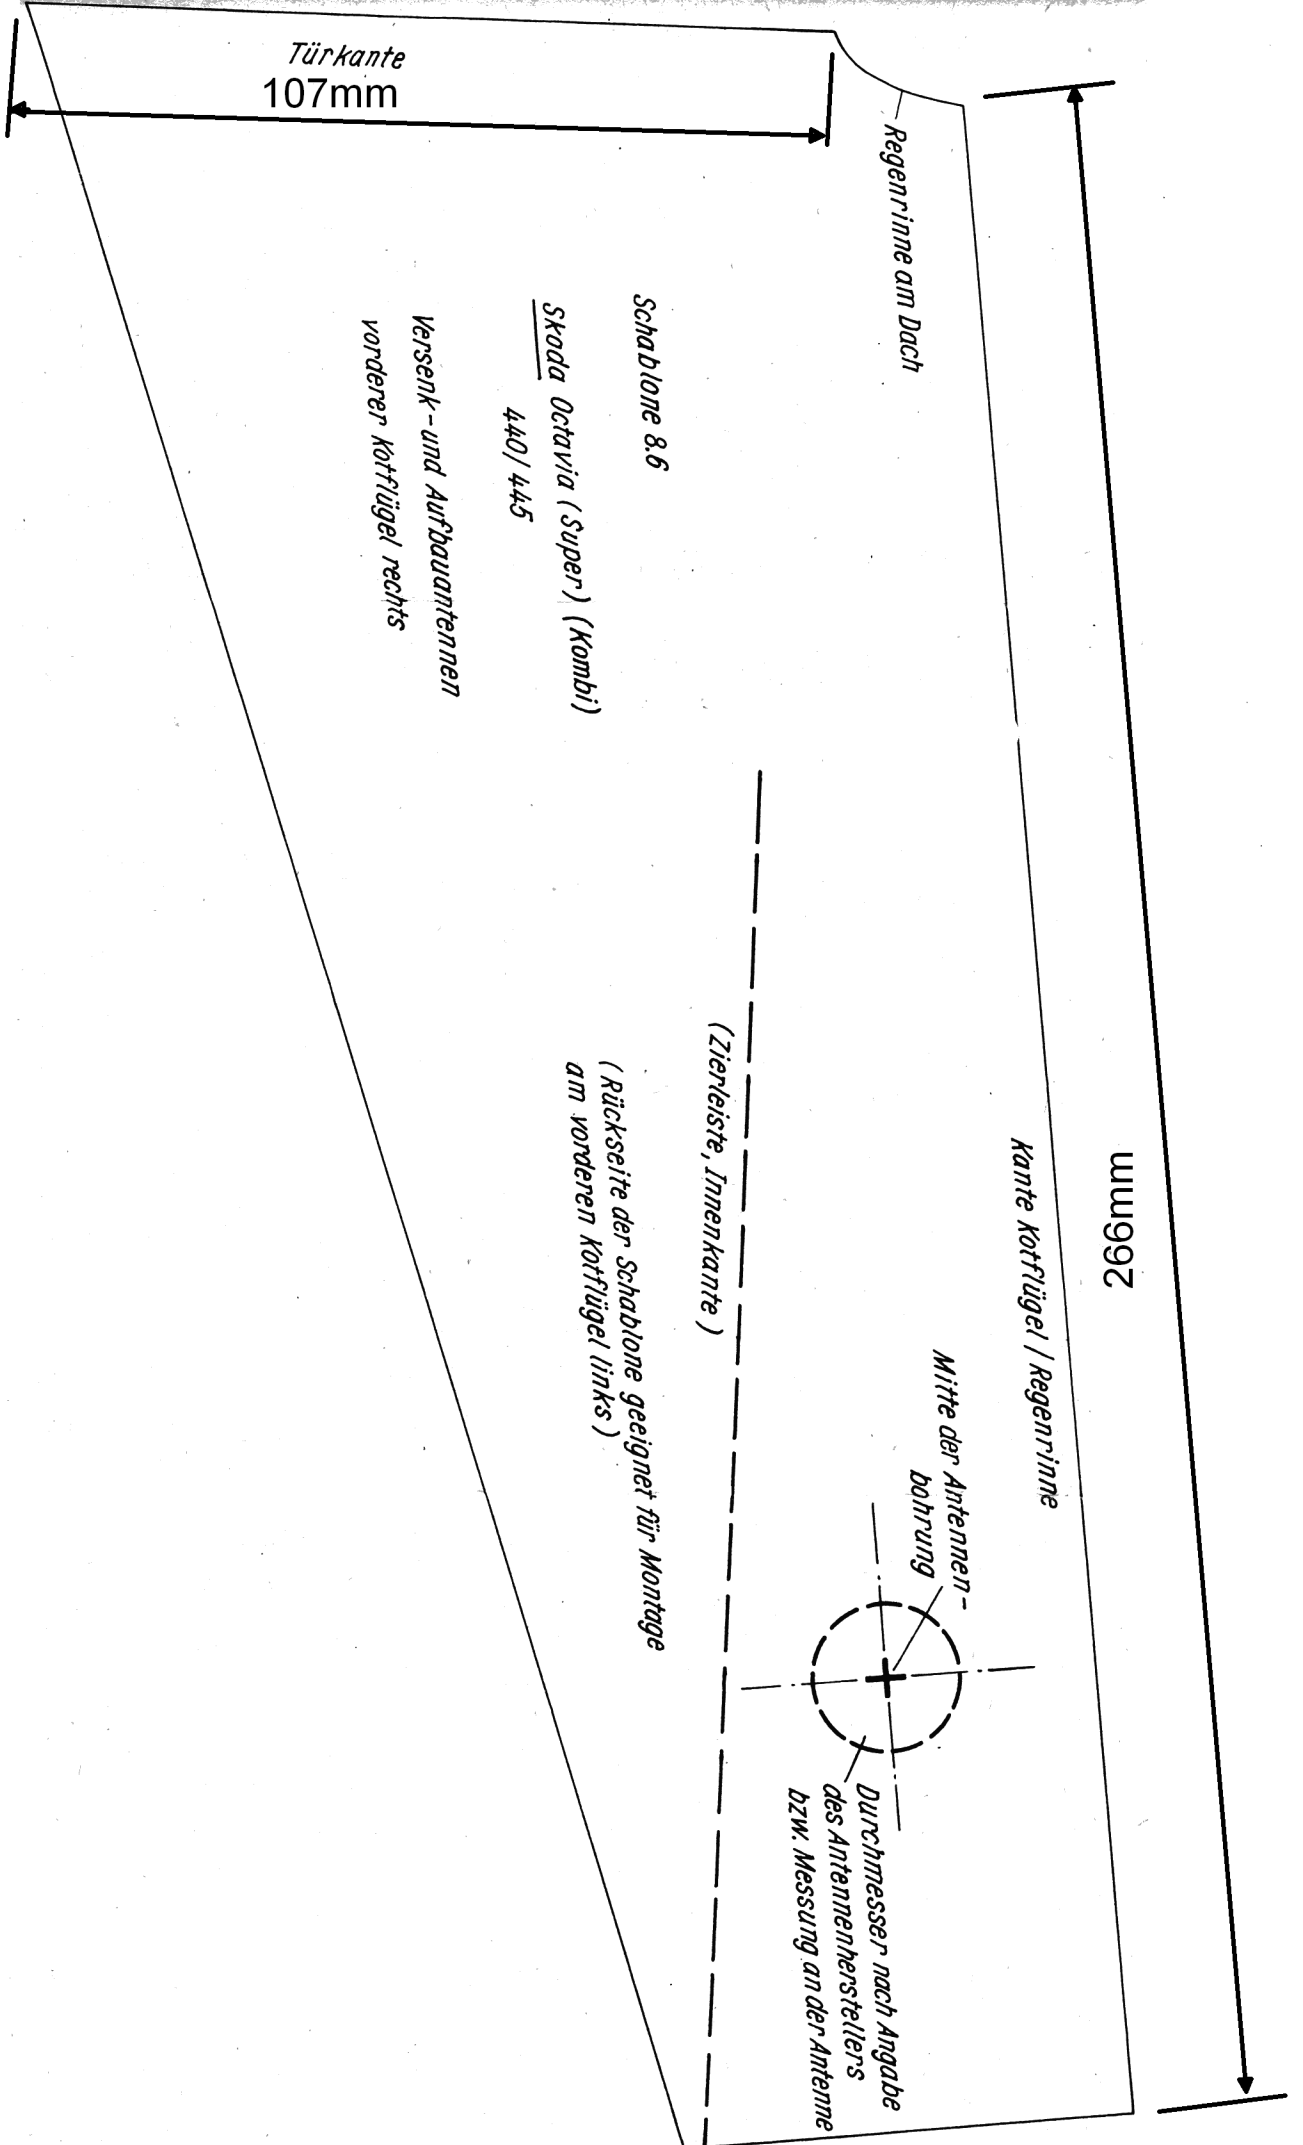 Türkante
107mm
Regenrinne am Dach
Schablone 8.6
Skoda Octavia (Super) (Kombi)
440/445
Versenk-und Aufbauantennen
vorderer Kotflügel rechts
266mm
Kante Kotflügel / Regenrinne
(Zierleiste, Innenkante)
(Rückseite der Schablone geeignet für Montage
am vorderen Kotflügel links)
Mitte der Antennen-
bohrung
Durchmesser nach Angabe
des Antennenherstellers
bzw. Messung an der Antenne